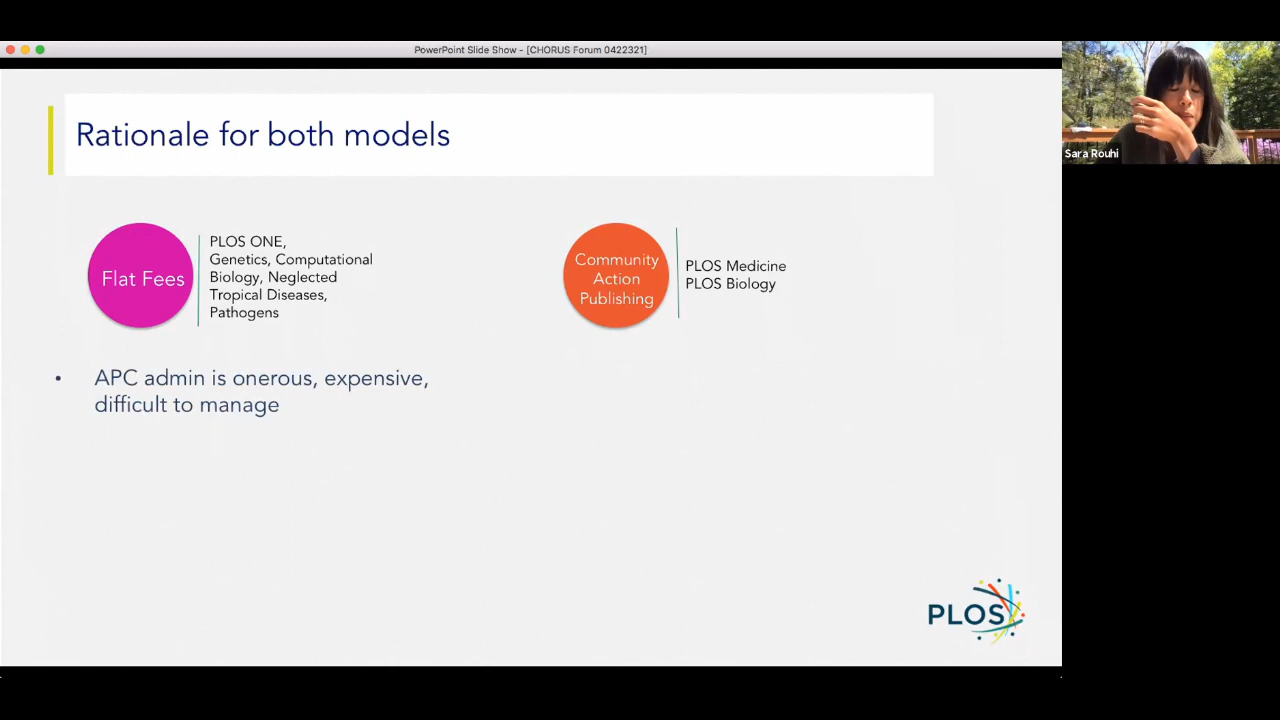 PowerPoint Slide Show - [CHORUS Forum 0422321]
Rationale for both models
Flat Fees
PLOS ONE,
Genetics, Computational
Biology, Neglected
Tropical Diseases,
Pathogens
Community
Action
Publishing
PLOS Medicine
PLOS Biology
• APC admin is onerous, expensive,
difficult to manage
PLOS
Sara Rouhi